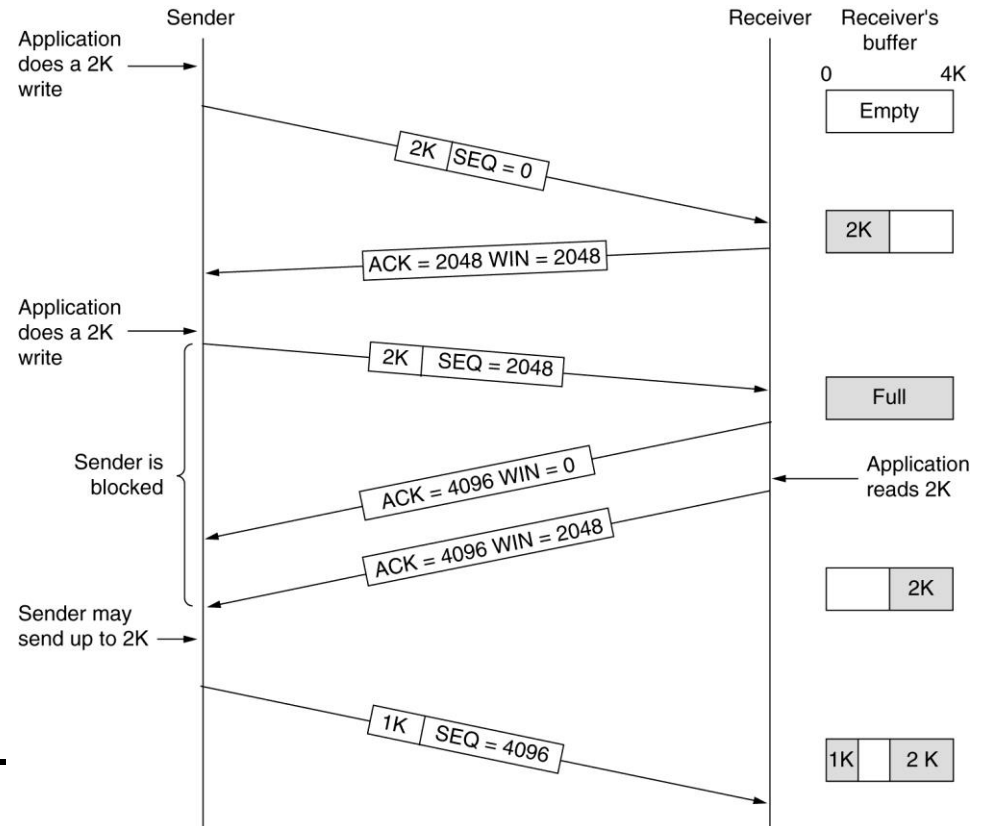 Sender
Receiver
Receiver's
buffer
Application
does a 2K
write
0
4K
Empty
2K SEQ = 0
2K
ACK = 2048 WIN = 2048
Application
does a 2K
write
2K SEQ = 2048
Full
Sender is
blocked
ACK = 4096 WIN = 0
Application
reads 2K
ACK = 4096 WIN = 2048
2K
Sender may
send up to 2K
1K SEQ = 4096
1K 2 K